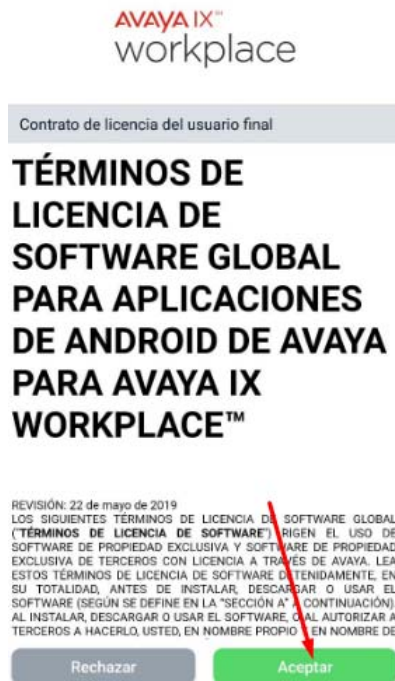 AVAYA IX™
workplace
Contrato de licencia del usuario final
TÉRMINOS DE
LICENCIA DE
SOFTWARE GLOBAL
PARA APLICACIONES
DE ANDROID DE AVAYA
PARA AVAYA IX
WORKPLACE™
REVISIÓN: 22 de mayo de 2019
LOS SIGUIENTES TÉRMINOS DE LICENCIA DE SOFTWARE GLOBAL
("TÉRMINOS DE LICENCIA DE SOFTWARE") RIGEN EL USO DE
SOFTWARE DE PROPIEDAD EXCLUSIVA Y SOFTWARE DE PROPIEDAD
EXCLUSIVA DE TERCEROS CON LICENCIA A TRAVÉS DE AVAYA. LEA
ESTOS TÉRMINOS DE LICENCIA DE SOFTWARE DETENIDAMENTE, EN
SU TOTALIDAD, ANTES DE INSTALAR, DESCARGAR O USAR EL
SOFTWARE (SEGÚN SE DEFINE EN LA "SECCIÓN A" A CONTINUACIÓN).
AL INSTALAR, DESCARGAR O USAR EL SOFTWARE, O AL AUTORIZAR A
TERCEROS A HACERLO, USTED, EN NOMBRE PROPIO Y EN NOMBRE DE
Rechazar
Aceptar